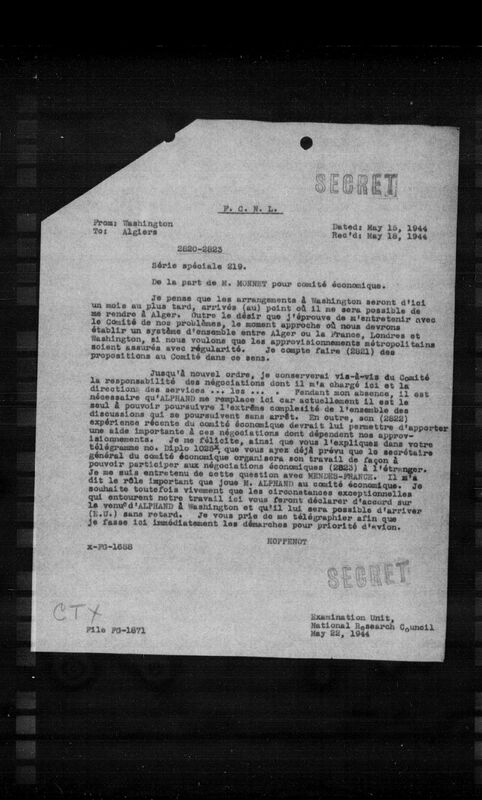 SECRET
F. C. N. L.
From: Washington
To: Algiers
Dated: May 15, 1944
Rec'd: May 18, 1944
2820-2823
Série spéciale 219.
De la part de M. MONNET pour comité économique.
Je pense que les arrangements à Washington seront d'ici
un mois au plus tard, arrivés (au) point où il me sera possible de
me rendre à Alger. Outre le désir que j'éprouve de m'entretenir avec
le Comité de nos problèmes, le moment approche où nous devrons
établir un système d'ensemble entre Alger ou la France, Londres et
Washington, si nous voulons que les approvisionnements métropolitains
soient assurés avec régularité. Je compte faire (2821) des
propositions au Comité dans ce sens.
Jusqu'à nouvel ordre, je conserverai vis-à-vis du Comité
la responsabilité des négociations dont il m'a chargé ici et la
direction des services ... les ... . Pendant mon absence, il est
nécessaire qu'ALPHAND me remplace ici car actuellement il est le
seul à pouvoir poursuivre l'extrême complexité de l'ensemble des
discussions qui se poursuivent sans arrêt. En outre, son (2822)
expérience récente du comité économique devrait lui permettre d'apporter
une aide importante à ces négociations dont dépendent nos approv-
isionnements. Je me félicite, ainsi que vous l'expliquez dans votre
télégramme no. Diplo 1025x, que vous ayez déjà prévu que le secrétaire
général du comité économique organisera son travail de façon à
pouvoir participer aux négociations économiques (2823) à l'étranger.
Je me suis entretenu de cette question avec MENDES-FRANCE. Il m'a
dit le rôle important que joue M. ALPHAND au comité économique. Je
souhaite toutefois vivement que les circonstances exceptionnelles
qui entourent notre travail ici vous feront déclarer d'accord sur
la venue d'ALPHAND à Washington et qu'il lui sera possible d'arriver
(E.U.) sans retard. Je vous prie de me télégraphier afin que
je fasse ici immédiatement les démarches pour priorité d'avion.
HOPPENOT
x-FG-1688
SECRET
CTX
File FG-1871
Examination Unit,
National Research Council
May 22, 1944